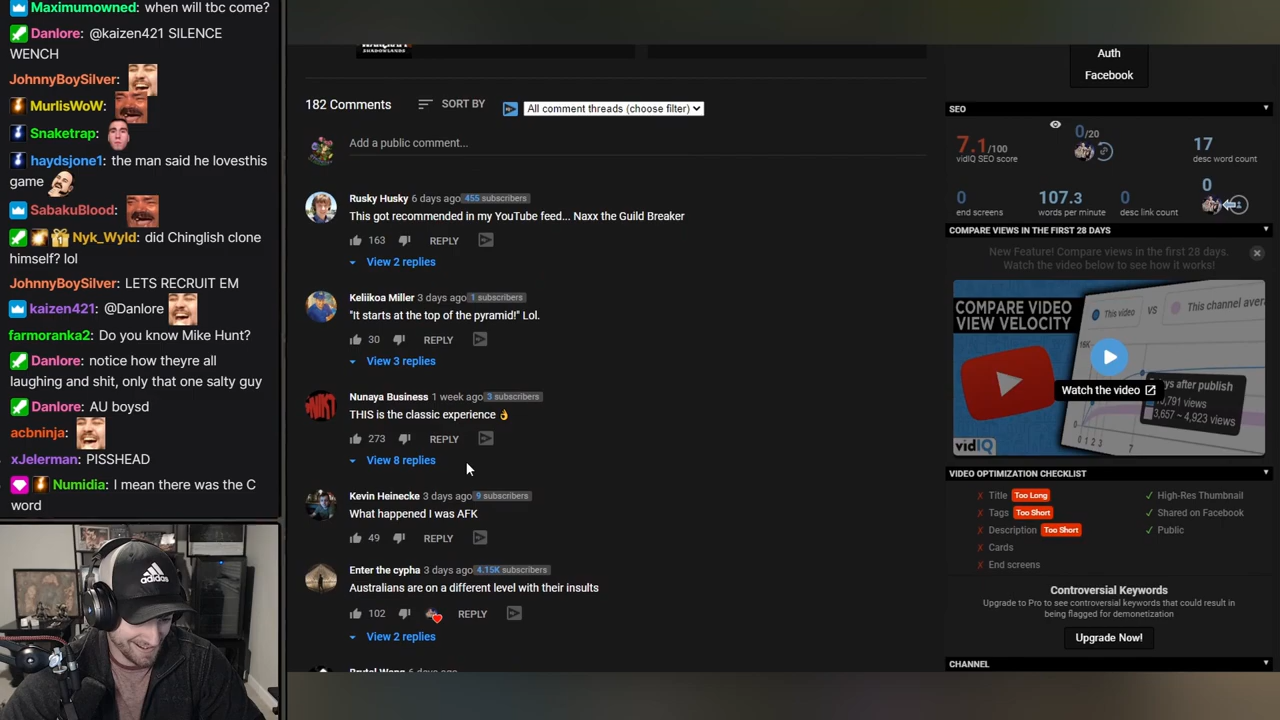 Maximumowned: when will tbc come?
Danlore: @kaizen421 SILENCE
WENCH
JohnnyBoySilver:
MurlisWoW:
Snaketrap:
haydsjone1: the man said he lovesthis
game
SabakuBlood:
Nyk_Wyld: did Chinglish clone
himself? lol
JohnnyBoySilver: LETS RECRUIT EM
kaizen421: @Danlore
farmoranka2: Do you know Mike Hunt?
Danlore: notice how theyre all
laughing and shit, only that one salty guy
Danlore: AU boysd
acbninja:
xJelerman: PISSHEAD
Numidia: I mean there was the C
word
adidas
SHADOWLANDS
182 Comments
SORT BY
All comment threads (choose filter)
Add a public comment...
Rusky Husky 6 days ago 455 subscribers
This got recommended in my YouTube feed... Naxx the Guild Breaker
163 REPLY
View 2 replies
Keliikoa Miller 3 days ago 1 subscribers
"It starts at the top of the pyramid!" Lol.
30 REPLY
View 3 replies
Nunaya Business 1 week ago 3 subscribers
THIS is the classic experience 👌
273 REPLY
View 8 replies
Kevin Heinecke 3 days ago 9 subscribers
What happened I was AFK
49 REPLY
Enter the cypha 3 days ago 4.15K subscribers
Australians are on a different level with their insults
102 REPLY
View 2 replies
Auth
Facebook
SEO
7.1/100
vidIQ SEO score
0/20
17
desc word count
0
end screens
107.3
words per minute
0
desc link count
0
COMPARE VIEWS IN THE FIRST 28 DAYS
New Feature! Compare views in the first 28 days.
Watch the video below to see how it works!
COMPARE VIDEO
VIEW VELOCITY
This video
VS
This channel avera
Watch the video
days after publish
3,657 ~ 4,923 views
vidIQ
VIDEO OPTIMIZATION CHECKLIST
Title Too Long
High-Res Thumbnail
Tags Too Short
Shared on Facebook
Description Too Short
Public
Cards
End screens
Controversial Keywords
Upgrade to Pro to see controversial keywords that could result in
being flagged for demonetization
Upgrade Now!
CHANNEL